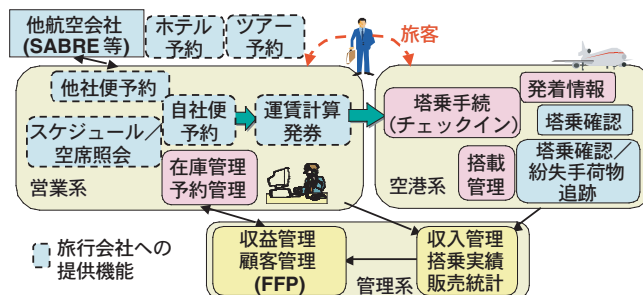 他航空会社
(SABRE 等)
ホテル
予約
ツアー
予約
旅客
他社便予約
自社便
予約
運賃計算
発券
スケジュール／
空席照会
在庫管理
予約管理
営業系
塔乗手続
(チェックイン)
発着情報
塔乗確認
搭載
管理
塔乗確認／
紛失手荷物
追跡
空港系
旅行会社への
提供機能
収益管理
顧客管理
(FFP)
収入管理
搭乗実績
販売統計
管理系